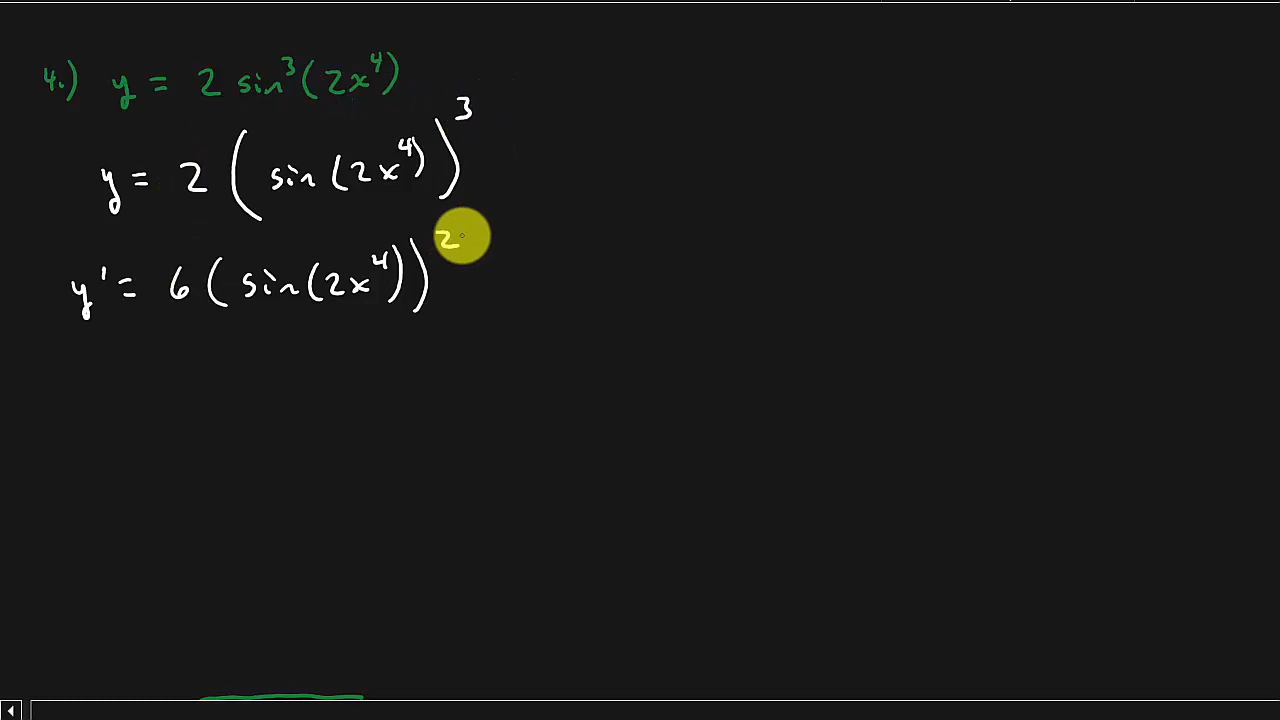 4.) y = 2 sin³(2x⁴)
y = 2 (sin(2x⁴))³
y' = 6 (sin(2x⁴))²